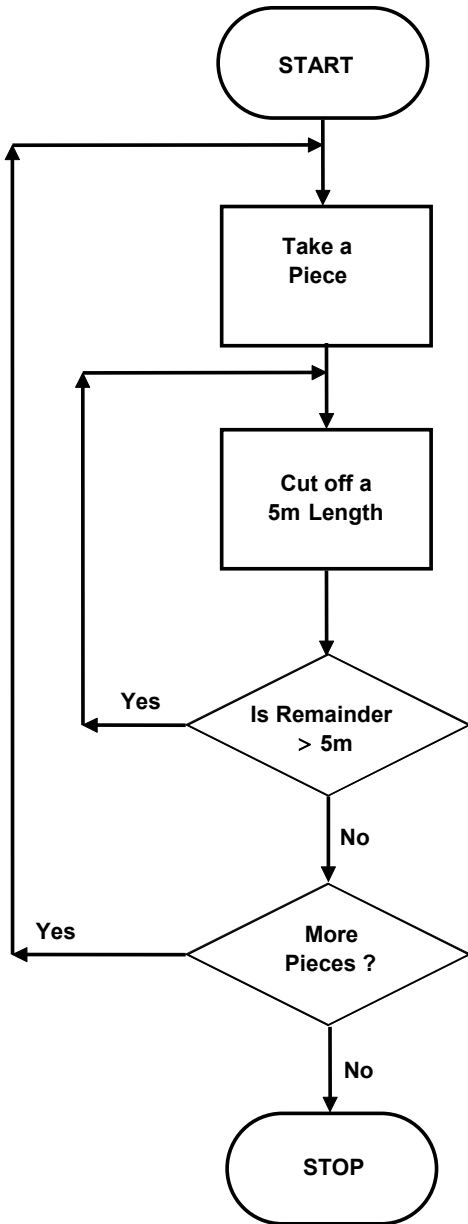 START
Take a
Piece
Cut off a
5m Length
Yes
Is Remainder
> 5m
No
Yes
More
Pieces ?
No
STOP